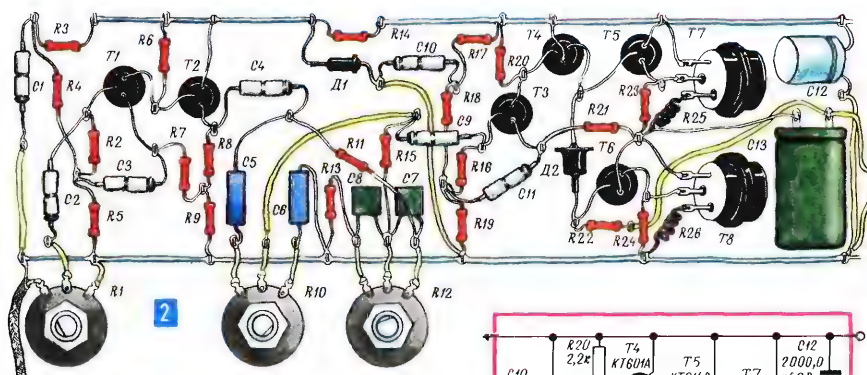 R3
R6
R14
R17
T4
T5
T7
C1
R4
T1
T2
C4
Д1
C10
R20
R18
T3
R23
C12
R2
R7
R8
C9
R21
R25
C13
C3
C5
R11
R15
R16
T6
C2
R13
C8
C7
C11
Д2
R5
R9
C6
R19
R22
R24
R26
T8
R1
2
R10
R12
R20
2,2к
T4
КТ601А
T5
T7
C12
2000,0
C10